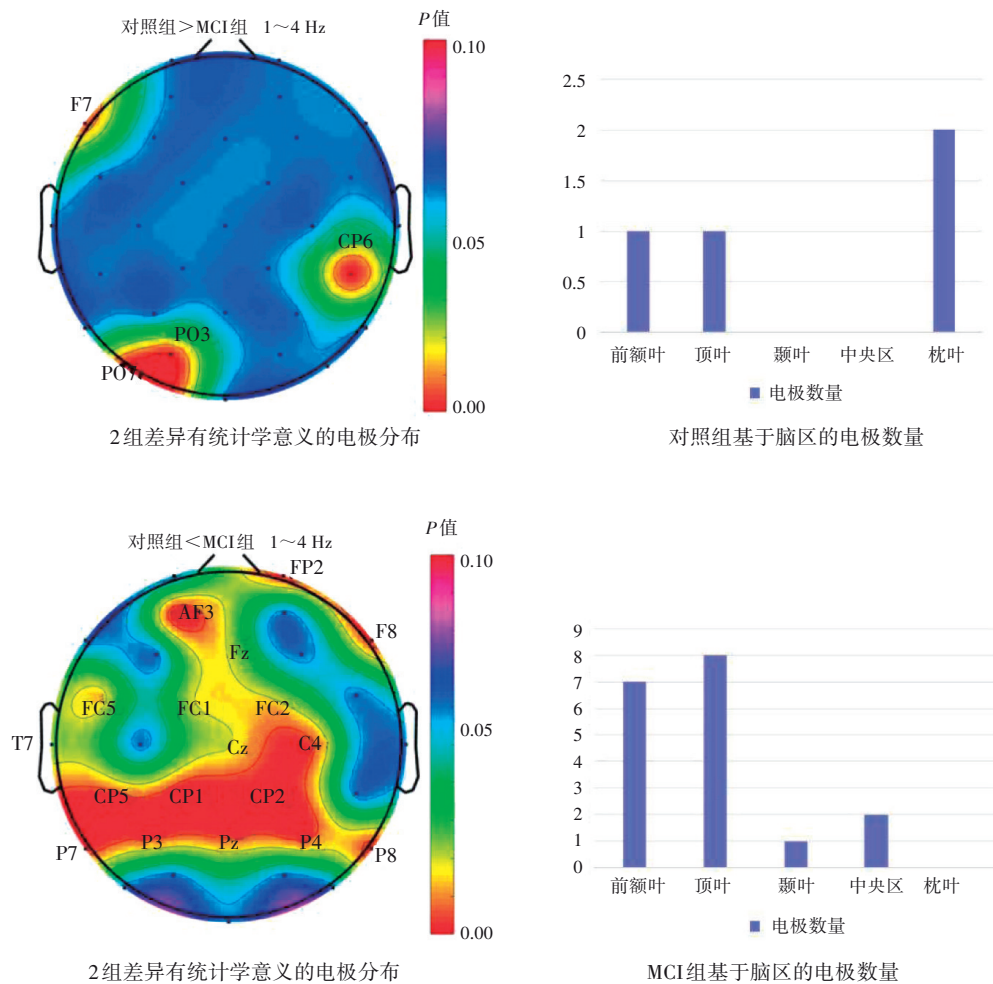 对照组＞MCI组 1～4 Hz
P值
0.10
0.05
0.00
F7
CP6
PO3
PO7
2组差异有统计学意义的电极分布
2.5
2
1.5
1
0.5
0
前额叶 顶叶 颞叶 中央区 枕叶
电极数量
对照组基于脑区的电极数量
对照组＜MCI组 1～4 Hz
P值
0.10
0.05
0.00
FP2
AF3
F8
Fz
FC5 FC1 FC2
T7 Cz C4
CP5 CP1 CP2
P7 P3 Pz P4 P8
2组差异有统计学意义的电极分布
9
8
7
6
5
4
3
2
1
0
前额叶 顶叶 颞叶 中央区 枕叶
电极数量
MCI组基于脑区的电极数量